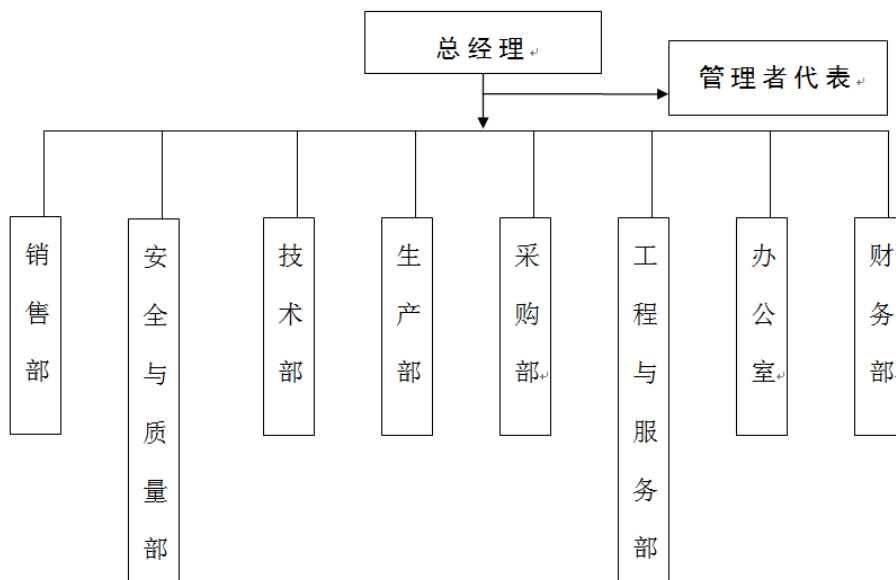 总经理
管理者代表
销售部
安全与质量部
技术部
生产部
采购部
工程与服务部
办公室
财务部